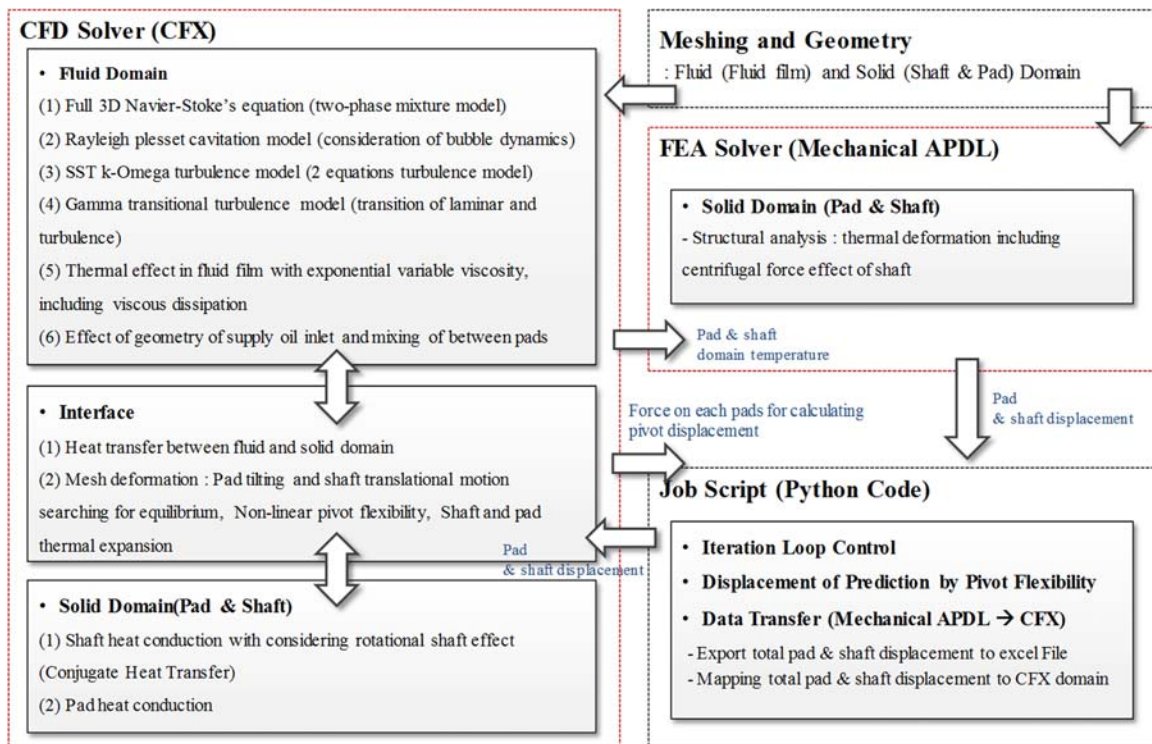 CFD Solver (CFX)
• Fluid Domain
(1) Full 3D Navier-Stoke's equation (two-phase mixture model)
(2) Rayleigh plesset cavitation model (consideration of bubble dynamics)
(3) SST k-Omega turbulence model (2 equations turbulence model)
(4) Gamma transitional turbulence model (transition of laminar and
turbulence)
(5) Thermal effect in fluid film with exponential variable viscosity,
including viscous dissipation
(6) Effect of geometry of supply oil inlet and mixing of between pads
• Interface
(1) Heat transfer between fluid and solid domain
(2) Mesh deformation : Pad tilting and shaft translational motion
searching for equilibrium, Non-linear pivot flexibility, Shaft and pad
thermal expansion
• Solid Domain(Pad & Shaft)
(1) Shaft heat conduction with considering rotational shaft effect
(Conjugate Heat Transfer)
(2) Pad heat conduction
Meshing and Geometry
: Fluid (Fluid film) and Solid (Shaft & Pad) Domain
FEA Solver (Mechanical APDL)
• Solid Domain (Pad & Shaft)
- Structural analysis : thermal deformation including
centrifugal force effect of shaft
Pad & shaft
domain temperature
Pad
& shaft displacement
Force on each pads for calculating
pivot displacement
Pad
& shaft displacement
Job Script (Python Code)
• Iteration Loop Control
• Displacement of Prediction by Pivot Flexibility
• Data Transfer (Mechanical APDL → CFX)
- Export total pad & shaft displacement to excel File
- Mapping total pad & shaft displacement to CFX domain